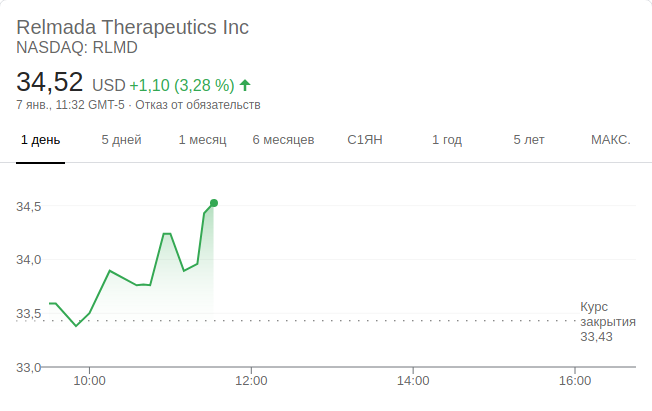 Relmada Therapeutics Inc
NASDAQ: RLMD
34,52 USD +1,10 (3,28 %)
7 янв., 11:32 GMT-5 · Отказ от обязательств
1 день 5 дней 1 месяц 6 месяцев С1ЯН 1 год 5 лет МАКС.
34,5
34,0
33,5
33,0
Курс
закрытия
33,43
10:00 12:00 14:00 16:00